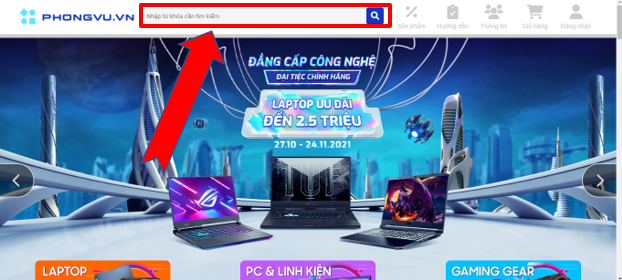 PHONGVU.VN
Nhập từ khóa cần tìm kiếm
Sản phẩm
Hướng dẫn
Thông tin
Giỏ hàng
Đăng nhập
ĐẲNG CẤP CÔNG NGHỆ
ĐẠI TIỆC CHÍNH HÃNG
LAPTOP ƯU ĐÃI
ĐẾN 2.5 TRIỆU
27.10 - 24.11.2021
TUF
LAPTOP
PC & LINH KIỆN
GAMING GEAR